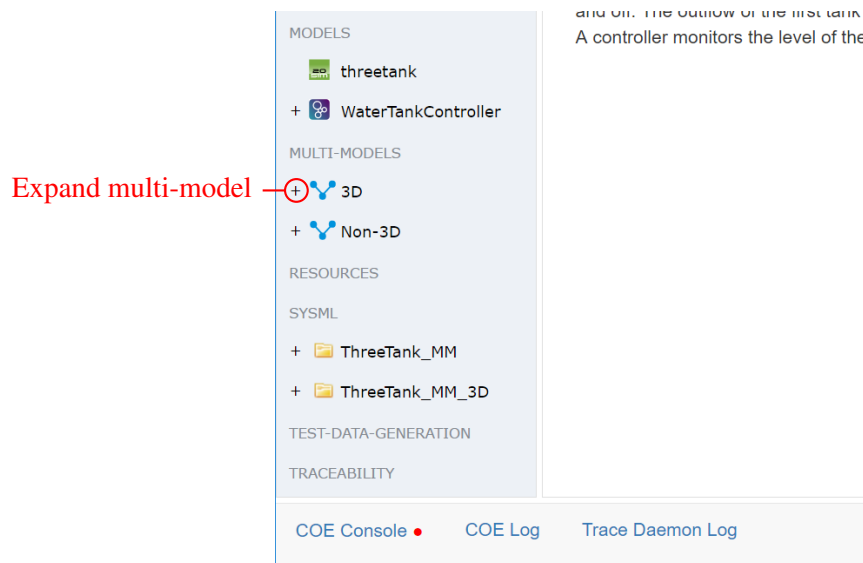 and off. The outflow of the first tank
MODELS
A controller monitors the level of the
threetank
+ WaterTankController
MULTI-MODELS
Expand multi-model
+ 3D
+ Non-3D
RESOURCES
SYSML
+ ThreeTank_MM
+ ThreeTank_MM_3D
TEST-DATA-GENERATION
TRACEABILITY
COE Console COE Log Trace Daemon Log